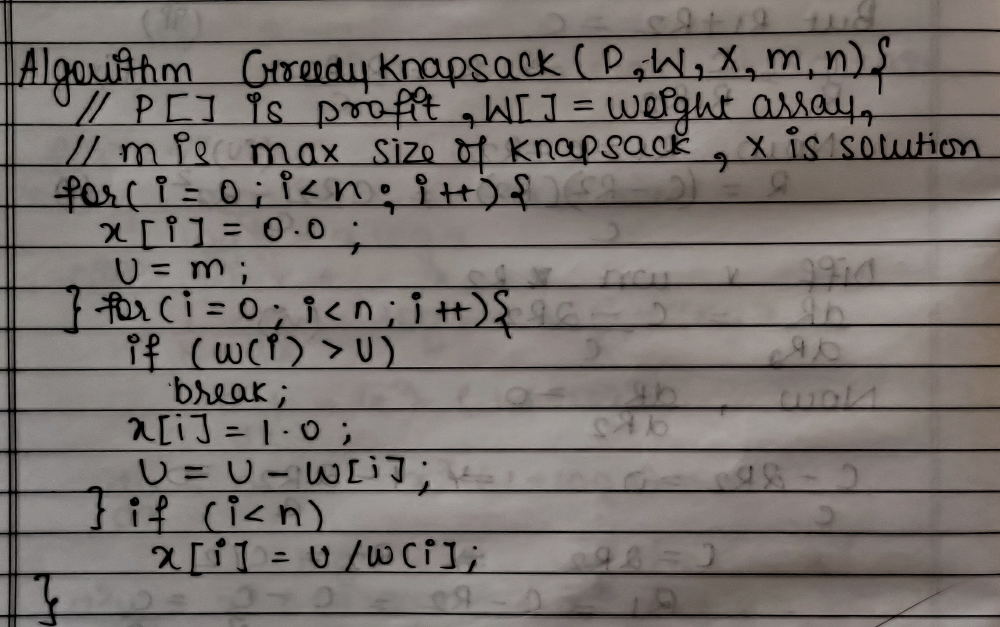 Algorithm GreedyKnapsack (P, W, X, m, n){
// P[] is profit, W[] = weight array,
// m is max size of knapsack, X is solution
for(i = 0; i<n; i++){
x[i] = 0.0;
U = m;
} for(i = 0; i<n; i++){
if (w(i) > U)
break;
x[i] = 1.0;
U = U - W[i];
} if (i<n)
x[i] = U/w(i];
}